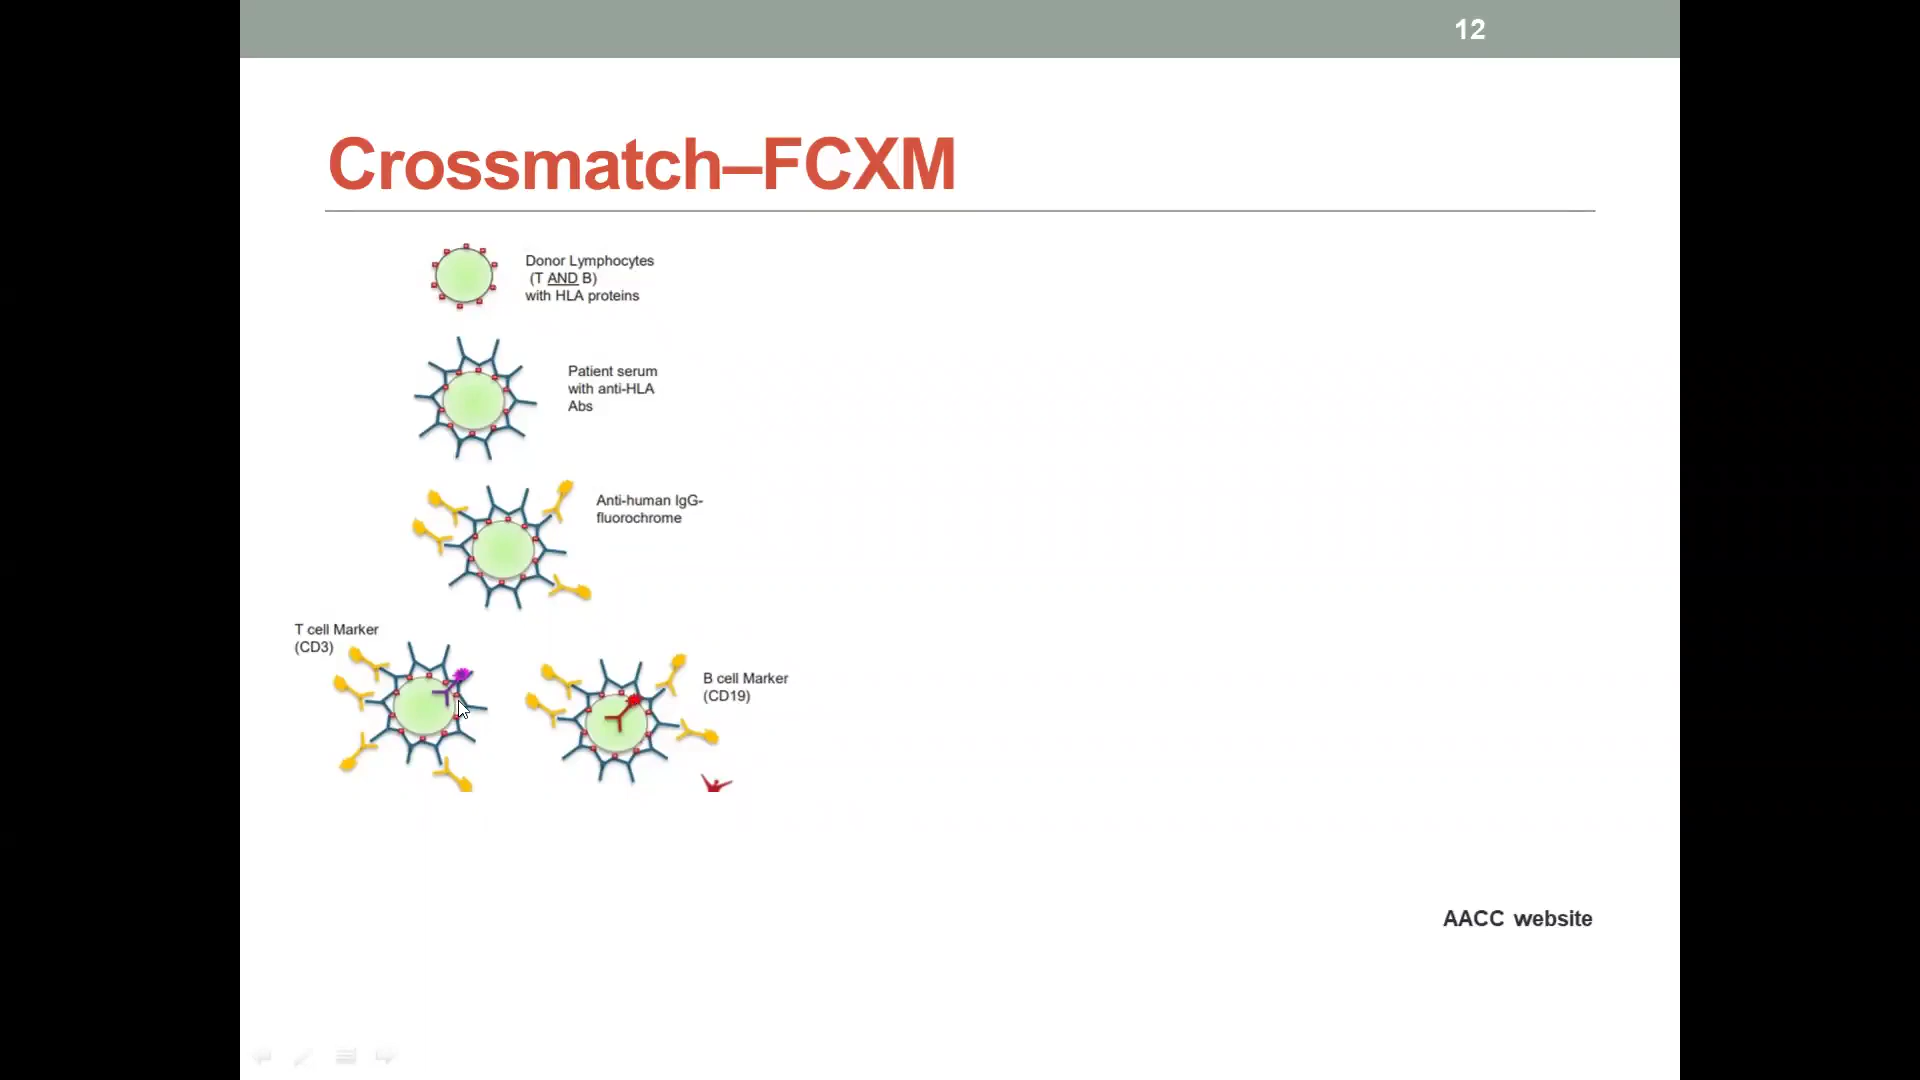 12
Crossmatch–FCXM
Donor Lymphocytes
(T AND B)
with HLA proteins
Patient serum
with anti-HLA
Abs
Anti-human IgG-
fluorochrome
T cell Marker
(CD3)
B cell Marker
(CD19)
AACC website